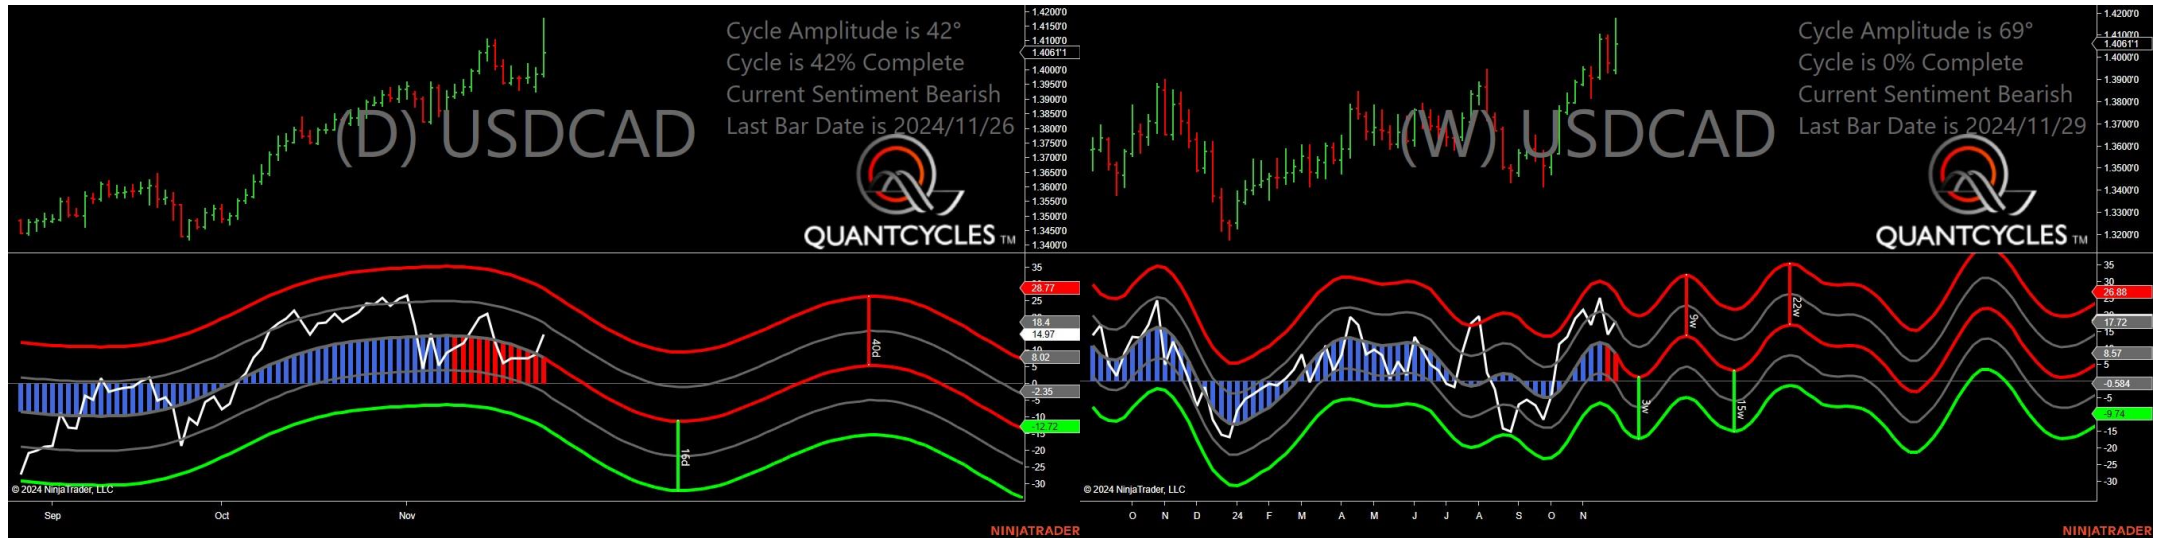 Cycle Amplitude is 42°
Cycle is 42% Complete
Current Sentiment Bearish
Last Bar Date is 2024/11/26
(D) USDCAD
QUANTCYCLES TM
1.4200'0
1.4150'0
1.4100'0
1.4061'1
1.4000'0
1.3950'0
1.3900'0
1.3850'0
1.3800'0
1.3750'0
1.3700'0
1.3650'0
1.3600'0
1.3550'0
1.3500'0
1.3450'0
1.3400'0
35
28.77
25
18.4
14.97
8.02
5
0
-2.35
-5
-10
-12.72
-15
-20
-25
-30
40d
16d
© 2024 NinjaTrader, LLC
Sep Oct Nov
NINJATRADER
Cycle Amplitude is 69°
Cycle is 0% Complete
Current Sentiment Bearish
Last Bar Date is 2024/11/29
(W) USDCAD
QUANTCYCLES TM
1.4200'0
1.4100'0
1.4061'1
1.3900'0
1.3800'0
1.3700'0
1.3600'0
1.3500'0
1.3400'0
1.3300'0
1.3200'0
35
26.88
17.72
15
8.57
5
-0.584
-5
-9.74
-15
-20
-25
-30
9w
22w
3w
15w
© 2024 NinjaTrader, LLC
O N D 24 F M A M J J A S O N
NINJATRADER